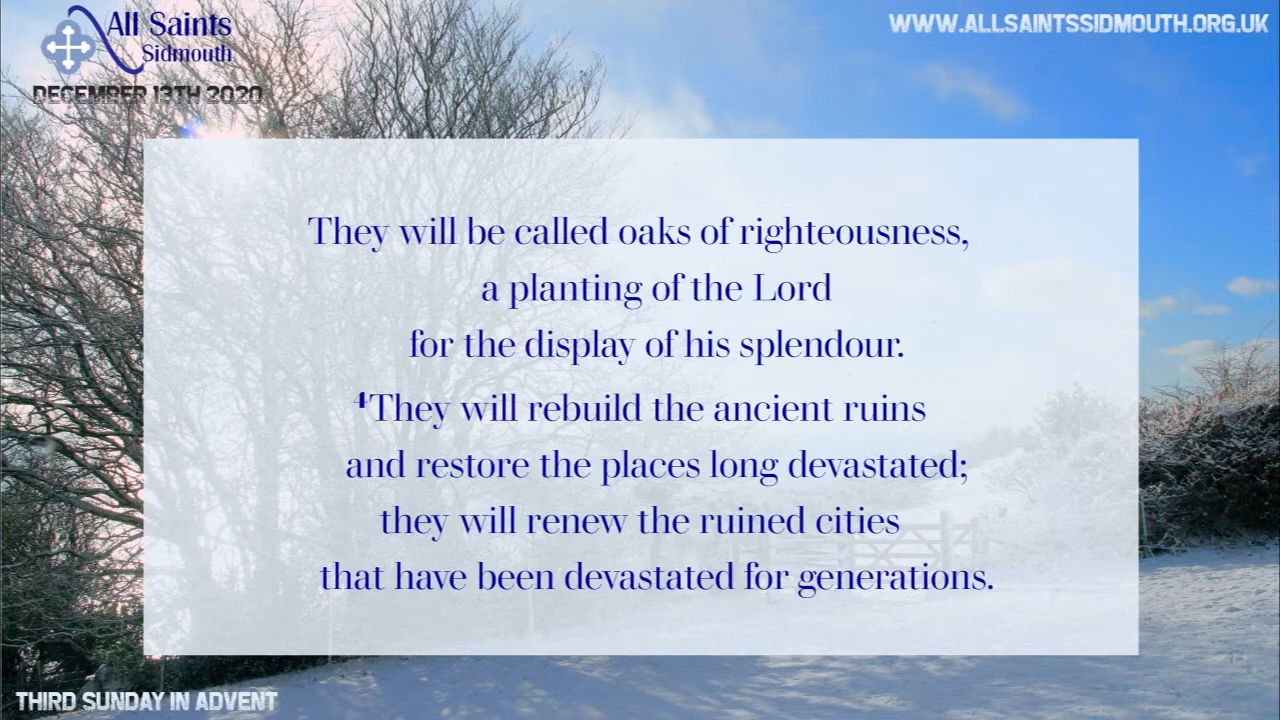 All Saints
Sidmouth
DECEMBER 13TH 2020
WWW.ALLSAINTSSIDMOUTH.ORG.UK
They will be called oaks of righteousness,
a planting of the Lord
for the display of his splendour.
⁴They will rebuild the ancient ruins
and restore the places long devastated;
they will renew the ruined cities
that have been devastated for generations.
THIRD SUNDAY IN ADVENT